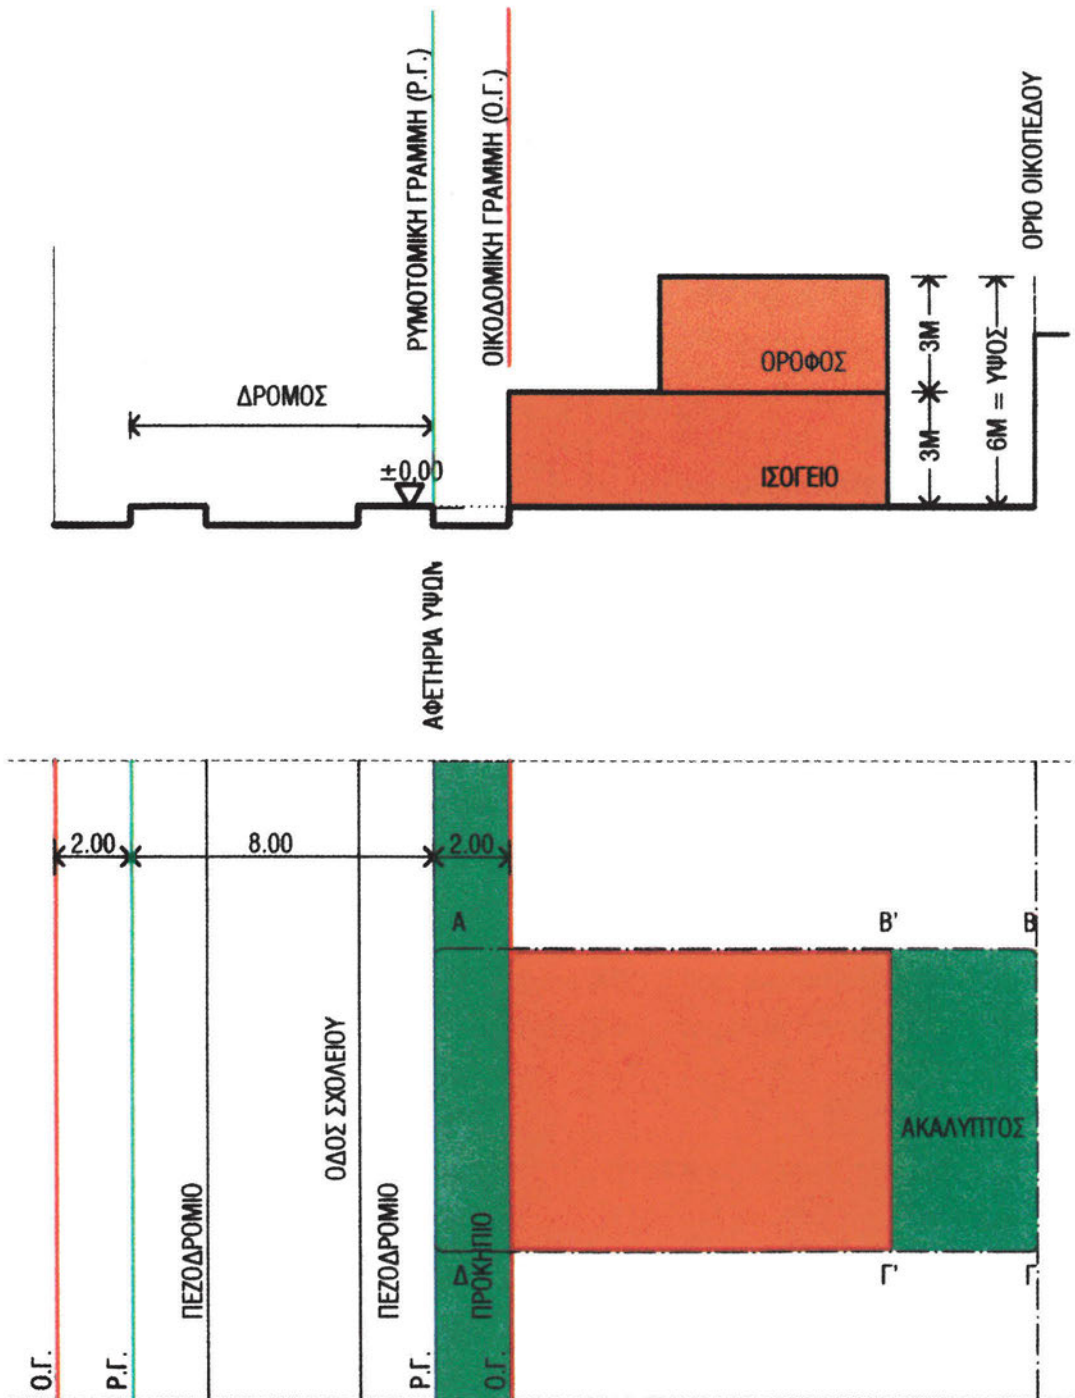 ΡΥΜΟΤΟΜΙΚΗ ΓΡΑΜΜΗ (Ρ.Γ.)
ΟΙΚΟΔΟΜΙΚΗ ΓΡΑΜΜΗ (Ο.Γ.)
ΟΡΙΟ ΟΙΚΟΠΕΔΟΥ
ΔΡΟΜΟΣ
±0,00
ΟΡΟΦΟΣ
ΙΣΟΓΕΙΟ
3Μ
3Μ
6Μ = ΥΨΟΣ
ΑΦΕΤΗΡΙΑ ΥΨΩΝ
2.00
8.00
2.00
Α
Β'
Β
ΟΔΟΣ ΣΧΟΛΕΙΟΥ
ΑΚΑΛΥΠΤΟΣ
ΠΕΖΟΔΡΟΜΙΟ
ΠΕΖΟΔΡΟΜΙΟ
ΠΡΟΚΗΠΙΟ
Δ
Γ'
Γ
Ο.Γ.
Ρ.Γ.
Ρ.Γ.
Ο.Γ.